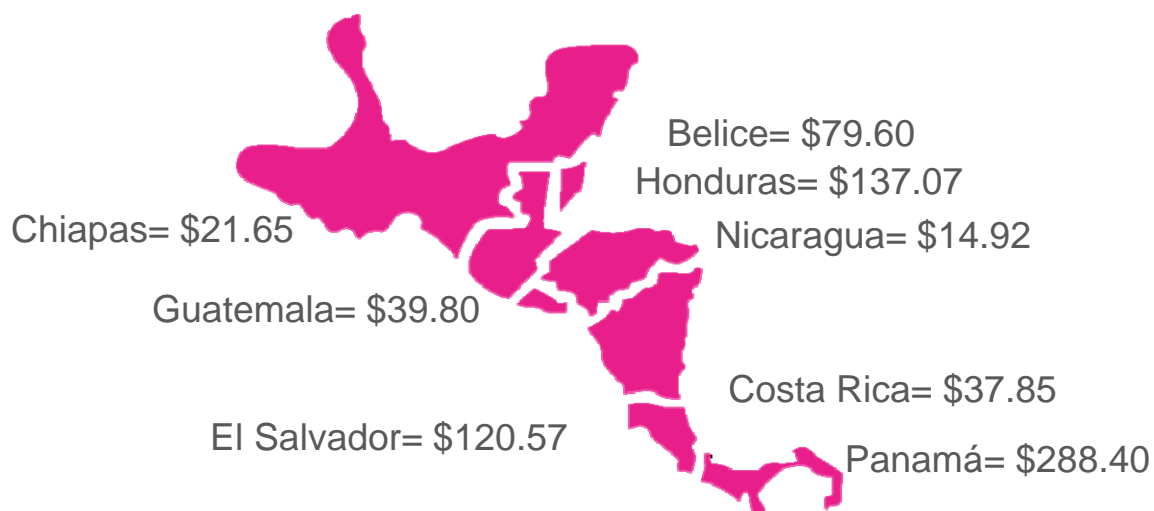 Belice= $79.60
Honduras= $137.07
Chiapas= $21.65
Nicaragua= $14.92
Guatemala= $39.80
Costa Rica= $37.85
El Salvador= $120.57
Panamá= $288.40